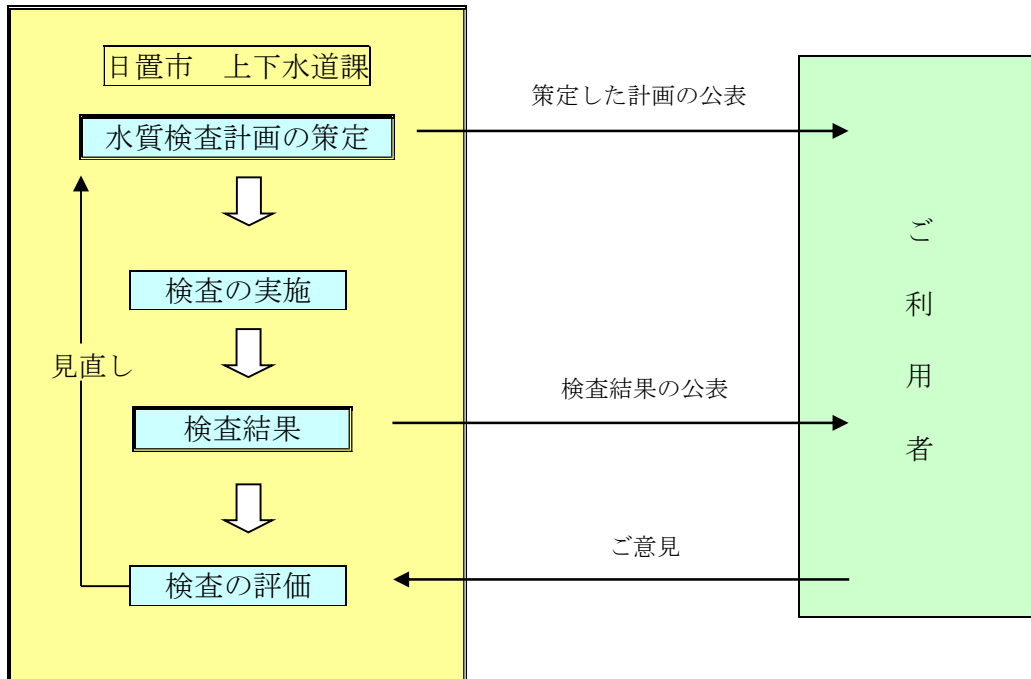 日置市　上下水道課
策定した計画の公表
水質検査計画の策定
検査の実施
見直し
検査結果の公表
検査結果
ご意見
検査の評価
ご利用者